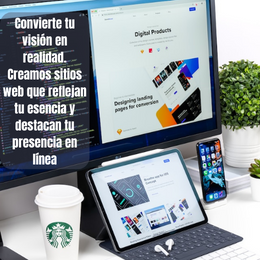 Convierte tu
visión en
realidad.
Creamos sitios
web que reflejan
tu esencia y
destacan tu
presencia en
línea
Digital Products
Designing landing
pages for conversion